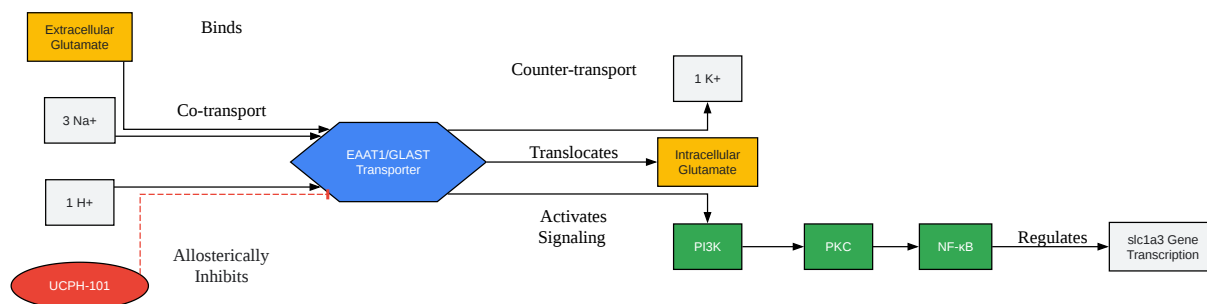 Extracellular
Glutamate
Binds
3 Na+
Co-transport
1 H+
UCPH-101
Allosterically
Inhibits
EAAT1/GLAST
Transporter
Counter-transport
1 K+
Translocates
Intracellular
Glutamate
Activates
Signaling
PI3K
PKC
NF-κB
Regulates
slc1a3 Gene
Transcription